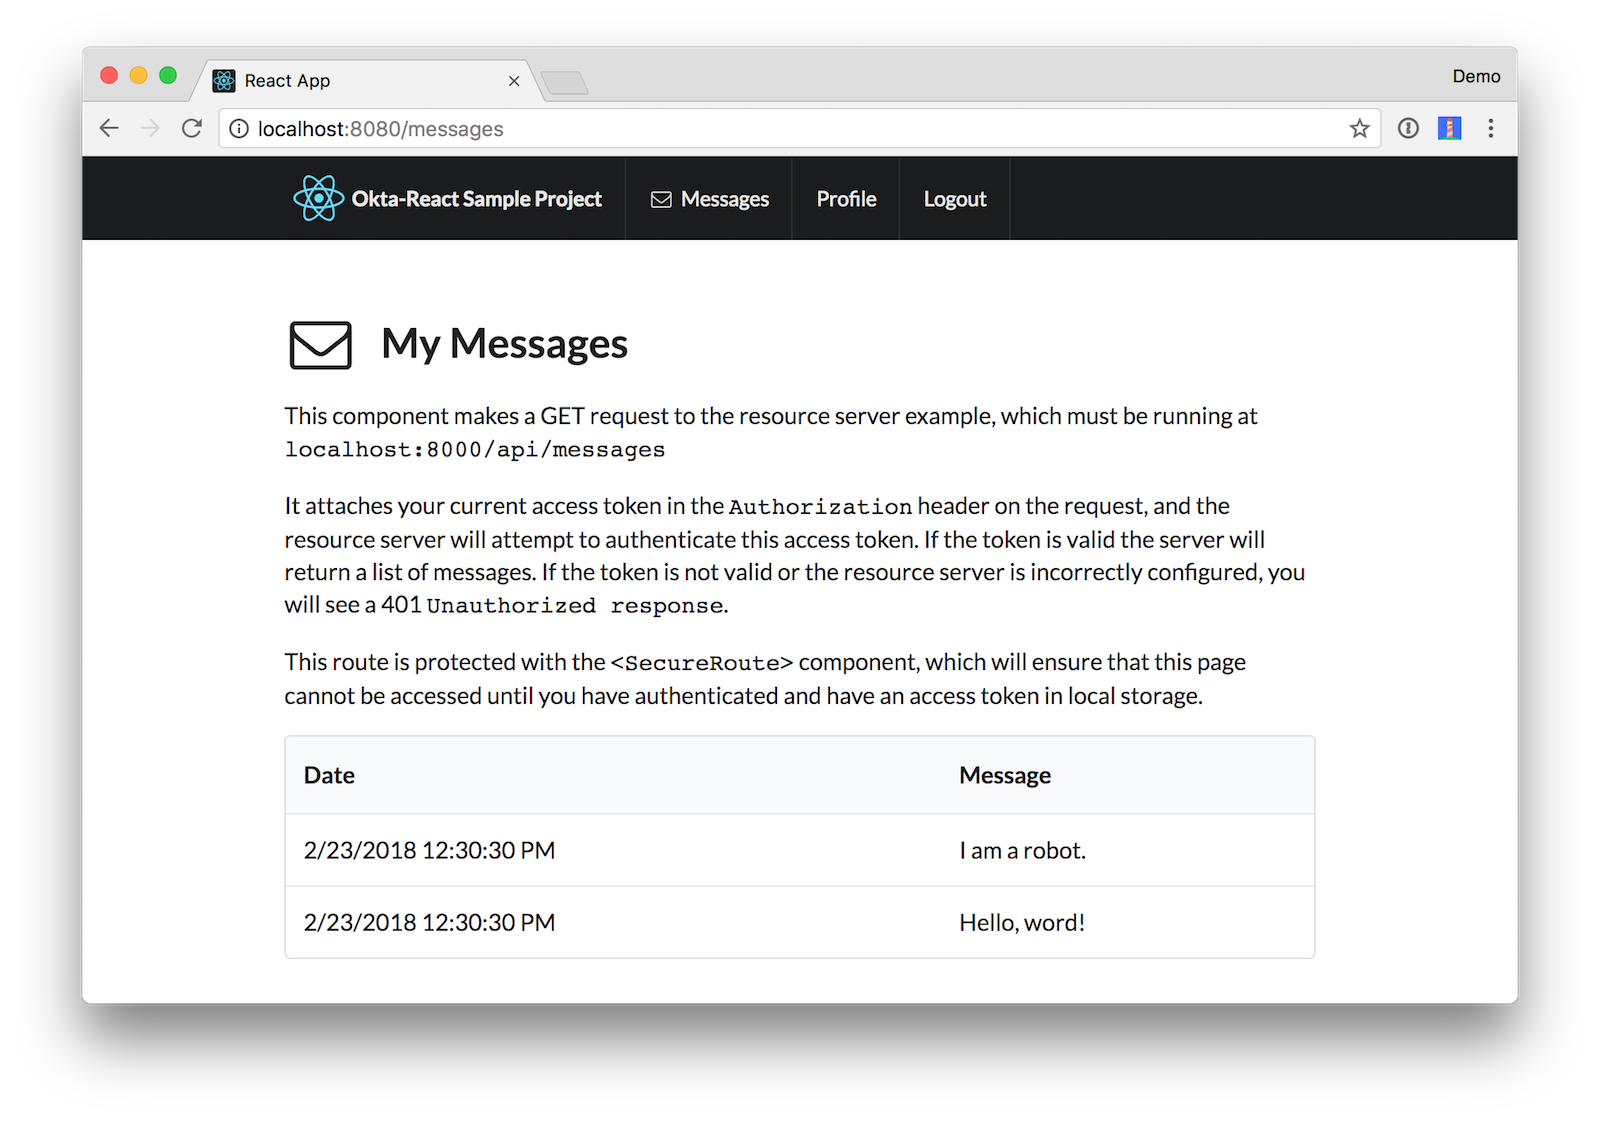 React App
Demo
localhost:8080/messages
Okta-React Sample Project
Messages
Profile
Logout
My Messages
This component makes a GET request to the resource server example, which must be running at
localhost:8000/api/messages
It attaches your current access token in the Authorization header on the request, and the
resource server will attempt to authenticate this access token. If the token is valid the server will
return a list of messages. If the token is not valid or the resource server is incorrectly configured, you
will see a 401 Unauthorized response.
This route is protected with the <SecureRoute> component, which will ensure that this page
cannot be accessed until you have authenticated and have an access token in local storage.
Date Message
2/23/2018 12:30:30 PM I am a robot.
2/23/2018 12:30:30 PM Hello, word!